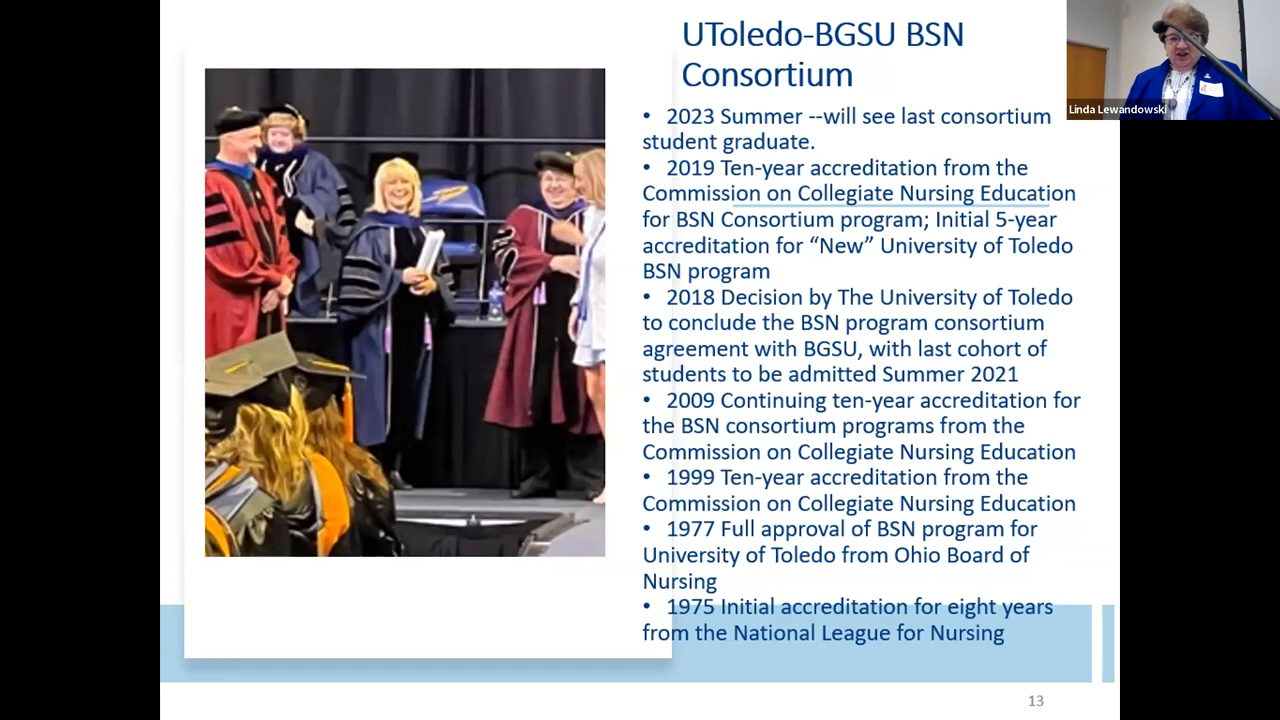 UToledo-BGSU BSN
Consortium
Linda Lewandowski
• 2023 Summer --will see last consortium
student graduate.
• 2019 Ten-year accreditation from the
Commission on Collegiate Nursing Education
for BSN Consortium program; Initial 5-year
accreditation for “New” University of Toledo
BSN program
• 2018 Decision by The University of Toledo
to conclude the BSN program consortium
agreement with BGSU, with last cohort of
students to be admitted Summer 2021
• 2009 Continuing ten-year accreditation for
the BSN consortium programs from the
Commission on Collegiate Nursing Education
• 1999 Ten-year accreditation from the
Commission on Collegiate Nursing Education
• 1977 Full approval of BSN program for
University of Toledo from Ohio Board of
Nursing
• 1975 Initial accreditation for eight years
from the National League for Nursing
13